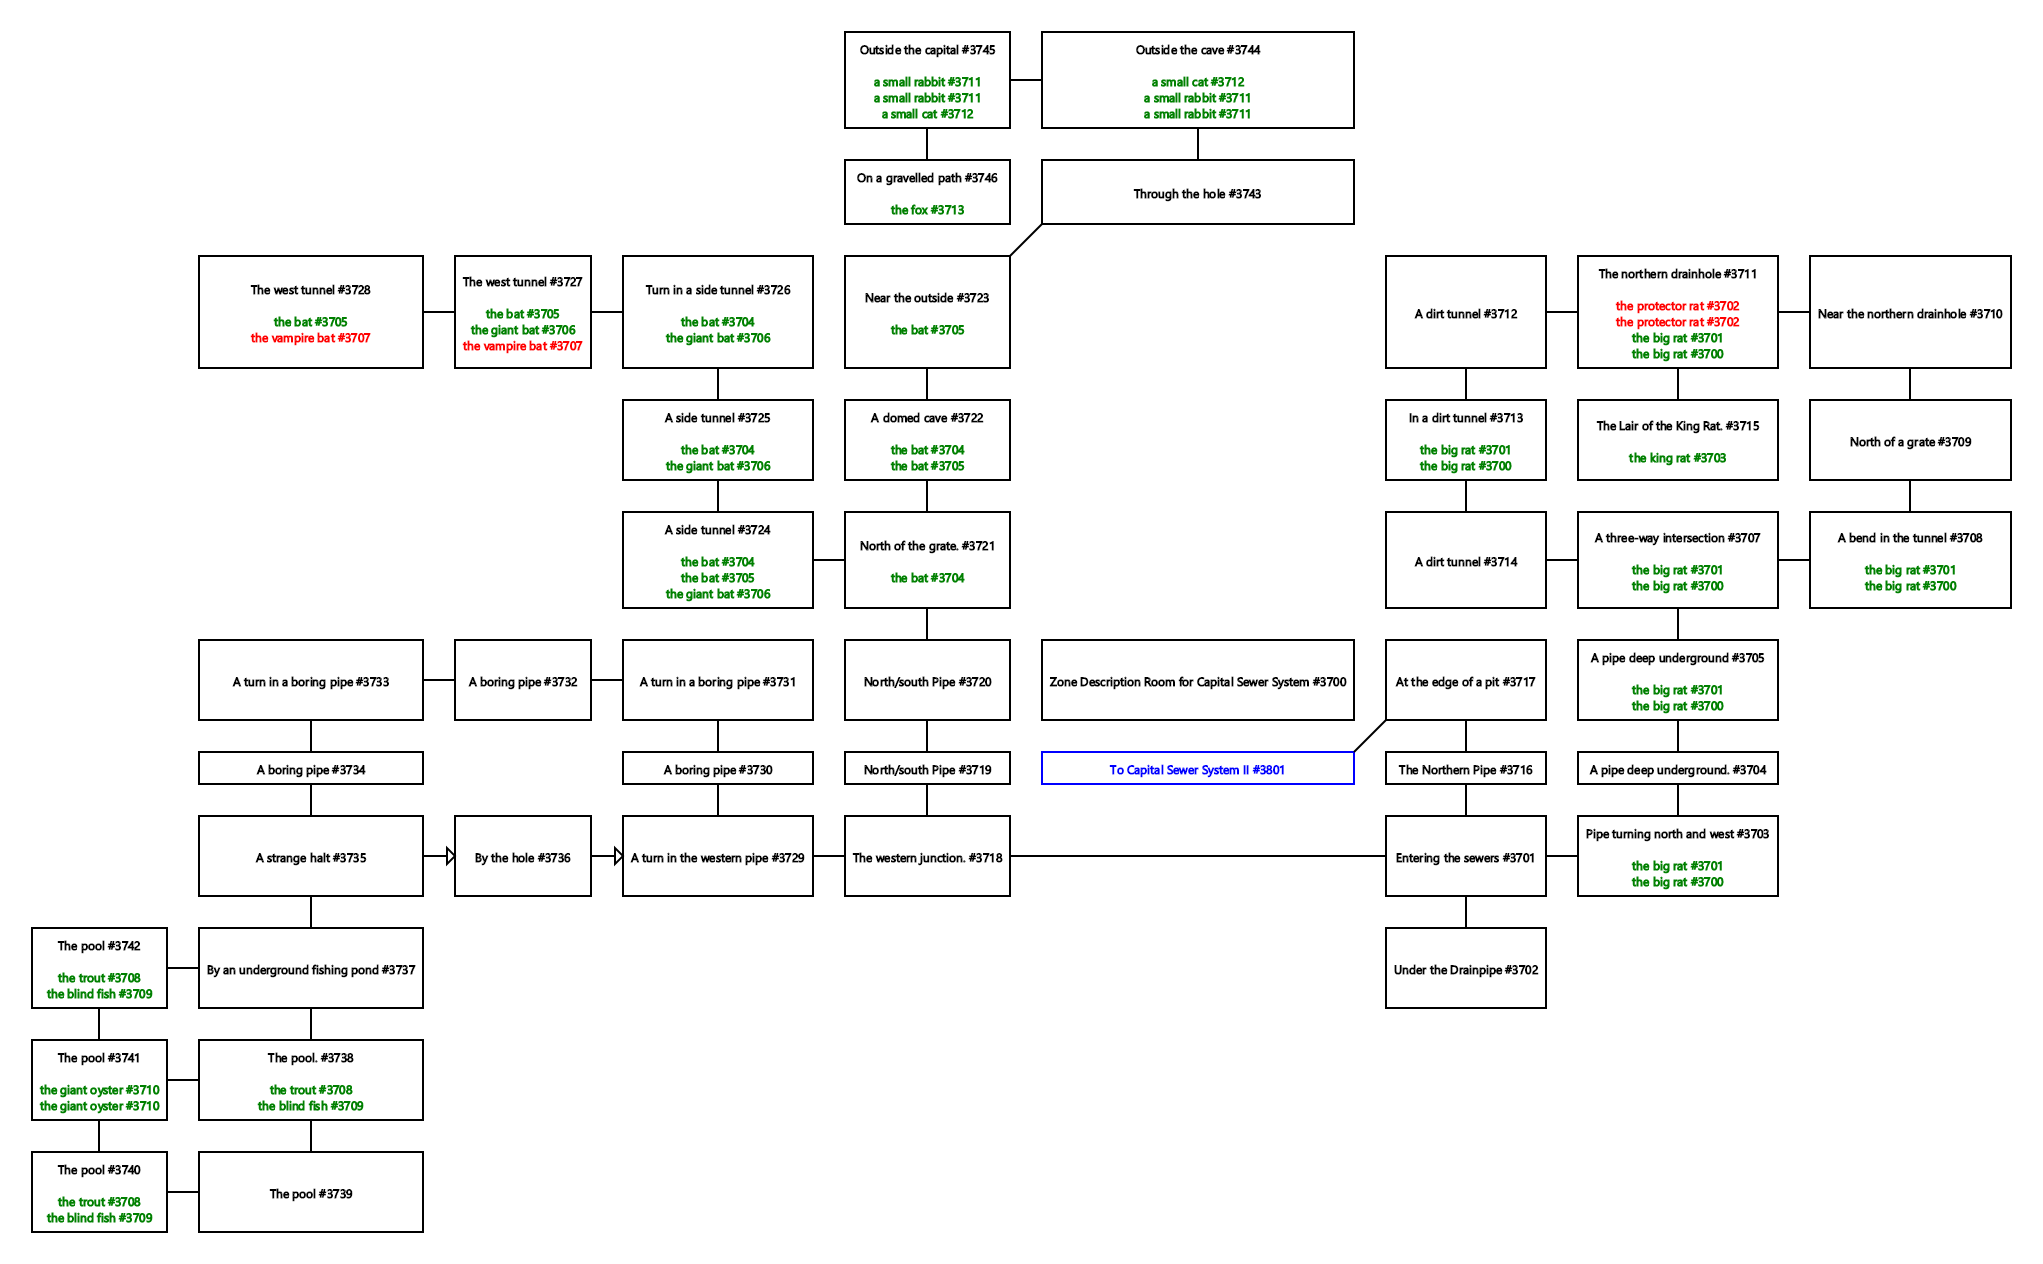 Outside the capital #3745
a small rabbit #3711
a small rabbit #3711
a small cat #3712
Outside the cave #3744
a small cat #3712
a small rabbit #3711
a small rabbit #3711
On a gravelled path #3746
the fox #3713
Through the hole #3743
The west tunnel #3728
the bat #3705
the vampire bat #3707
The west tunnel #3727
the bat #3705
the giant bat #3706
the vampire bat #3707
Turn in a side tunnel #3726
the bat #3704
the giant bat #3706
Near the outside #3723
the bat #3705
A dirt tunnel #3712
The northern drainhole #3711
the protector rat #3702
the protector rat #3702
the big rat #3701
the big rat #3700
Near the northern drainhole #3710
A side tunnel #3725
the bat #3704
the giant bat #3706
A domed cave #3722
the bat #3704
the bat #3705
In a dirt tunnel #3713
the big rat #3701
the big rat #3700
The Lair of the King Rat. #3715
the king rat #3703
North of a grate #3709
A side tunnel #3724
the bat #3704
the bat #3705
the giant bat #3706
North of the grate. #3721
the bat #3704
A dirt tunnel #3714
A three-way intersection #3707
the big rat #3701
the big rat #3700
A bend in the tunnel #3708
the big rat #3701
the big rat #3700
A turn in a boring pipe #3733
A boring pipe #3732
A turn in a boring pipe #3731
North/south Pipe #3720
Zone Description Room for Capital Sewer System #3700
At the edge of a pit #3717
A pipe deep underground #3705
the big rat #3701
the big rat #3700
A boring pipe #3734
A boring pipe #3730
North/south Pipe #3719
To Capital Sewer System II #3801
The Northern Pipe #3716
A pipe deep underground. #3704
A strange halt #3735
By the hole #3736
A turn in the western pipe #3729
The western junction. #3718
Entering the sewers #3701
Pipe turning north and west #3703
the big rat #3701
the big rat #3700
The pool #3742
the trout #3708
the blind fish #3709
By an underground fishing pond #3737
Under the Drainpipe #3702
The pool #3741
the giant oyster #3710
the giant oyster #3710
The pool. #3738
the trout #3708
the blind fish #3709
The pool #3740
the trout #3708
the blind fish #3709
The pool #3739